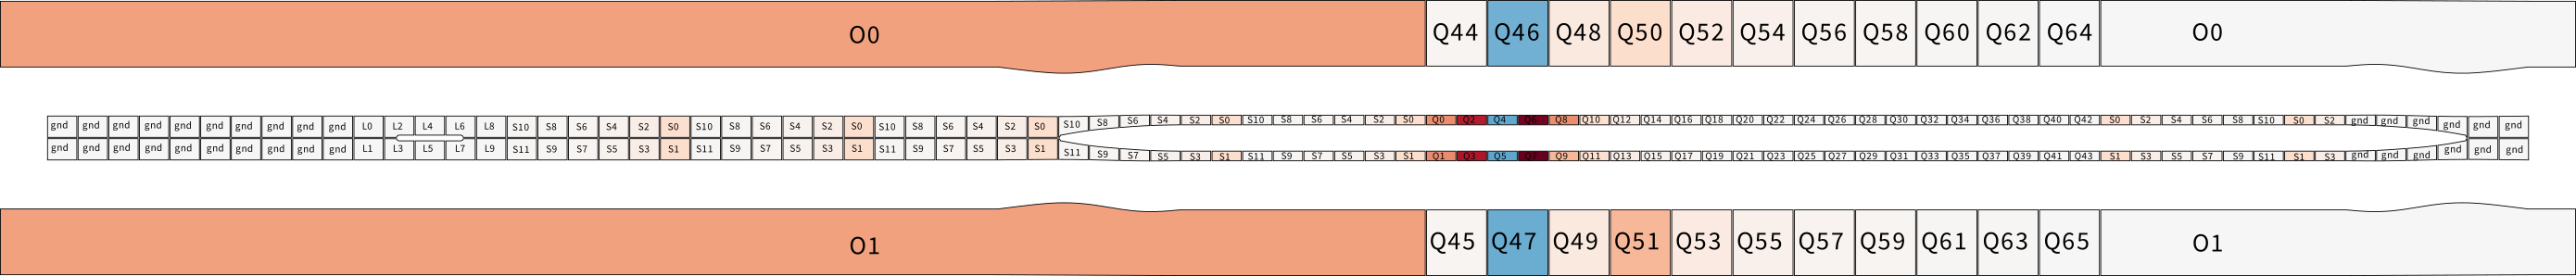 O0 Q44 Q46 Q48 Q50 Q52 Q54 Q56 Q58 Q60 Q62 Q64 O0
gnd gnd gnd gnd gnd gnd gnd gnd gnd gnd L0 L2 L4 L6 L8 S10 S8 S6 S4 S2 S0 S10 S8 S6 S4 S2 S0 S10 S8 S6 S4 S2 S0 S10 S8 S6 S4 S2 S0 S10 S8 S6 S4 S2 S0 Q0 Q2 Q4 Q6 Q8 Q10 Q12 Q14 Q16 Q18 Q20 Q22 Q24 Q26 Q28 Q30 Q32 Q34 Q36 Q38 Q40 Q42 S0 S2 S4 S6 S8 S10 S0 S2 gnd gnd gnd gnd gnd gnd
gnd gnd gnd gnd gnd gnd gnd gnd gnd gnd L1 L3 L5 L7 L9 S11 S9 S7 S5 S3 S1 S11 S9 S7 S5 S3 S1 S11 S9 S7 S5 S3 S1 S11 S9 S7 S5 S3 S1 S11 S9 S7 S5 S3 S1 Q1 Q3 Q5 Q7 Q9 Q11 Q13 Q15 Q17 Q19 Q21 Q23 Q25 Q27 Q29 Q31 Q33 Q35 Q37 Q39 Q41 Q43 S1 S3 S5 S7 S9 S11 S1 S3 gnd gnd gnd gnd gnd gnd
O1 Q45 Q47 Q49 Q51 Q53 Q55 Q57 Q59 Q61 Q63 Q65 O1